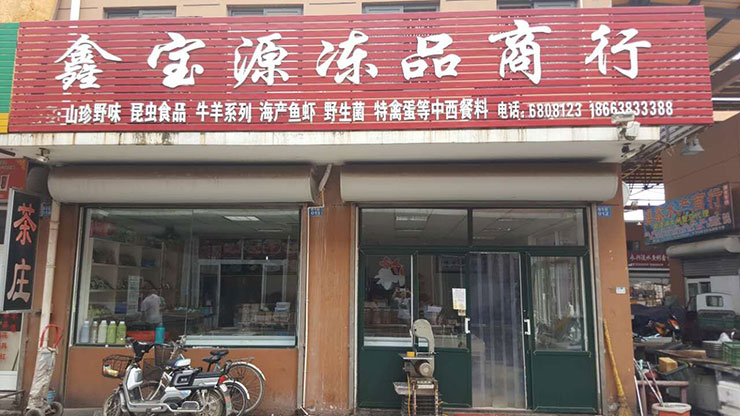 鑫宝源冻品商行
山珍野味 昆虫食品 牛羊系列 海产鱼虾 野生菌 特禽蛋等中西餐料 电话:6808123 18663833388
茶庄